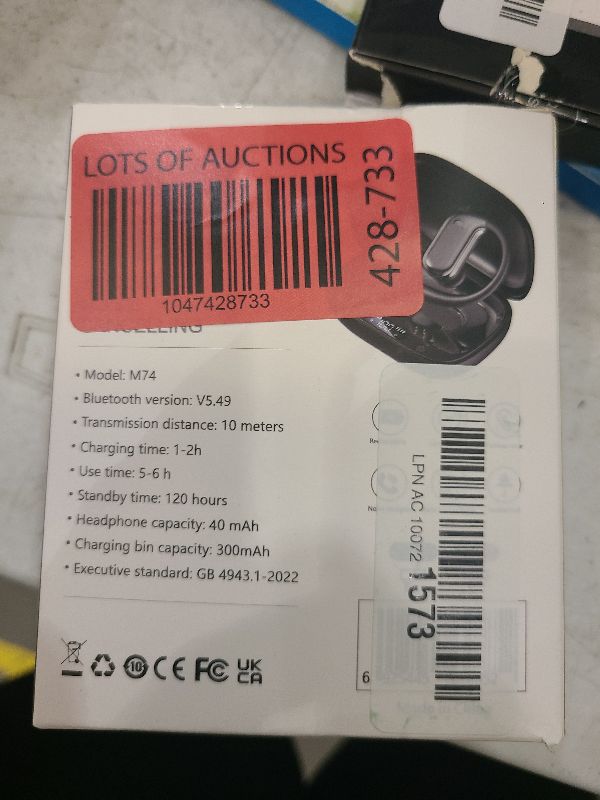 LOTS OF AUCTIONS
1047428733
428-733
• Model: M74
• Bluetooth version: V5.49
• Transmission distance: 10 meters
• Charging time: 1-2h
• Use time: 5-6 h
• Standby time: 120 hours
• Headphone capacity: 40 mAh
• Charging bin capacity: 300mAh
• Executive standard: GB 4943.1-2022
10
CE
FC
UK
CA
LPN AC 10072 1573
6